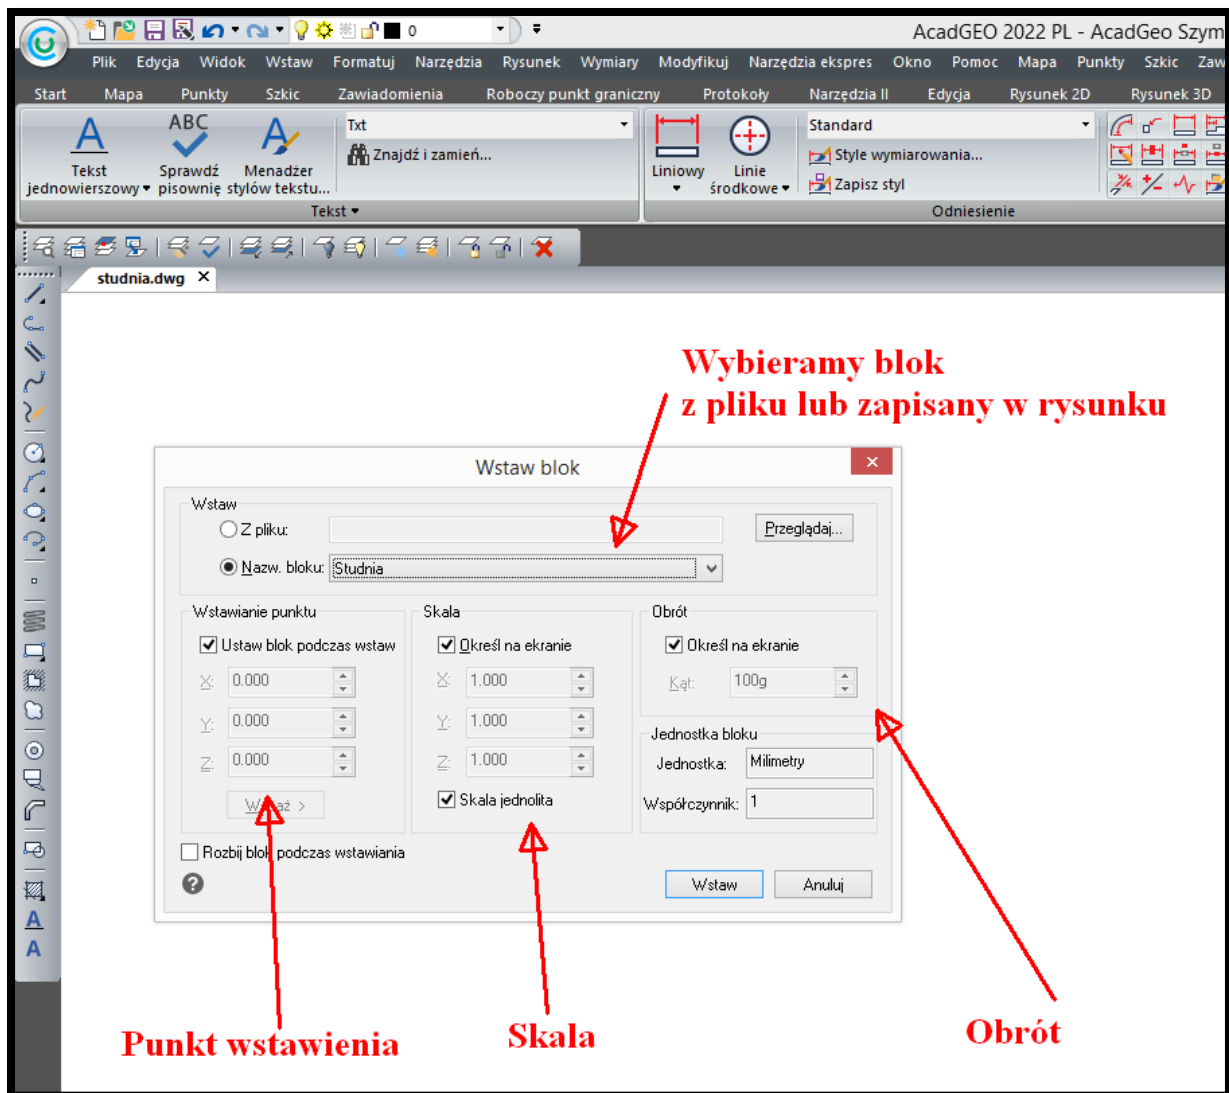 0
AcadGEO 2022 PL - AcadGeo Szym
Plik Edycja Widok Wstaw Formatuj Narzędzia Rysunek Wymiary Modyfikuj Narzędzia ekspres Okno Pomoc Mapa Punkty Szkic Zaw
Start Mapa Punkty Szkic Zawiadomienia Roboczy punkt graniczny Protokoły Narzędzia II Edycja Rysunek 2D Rysunek 3D
A
Tekst
jednowierszowy
ABC
Sprawdź
pisownię
A
Menadżer
stylów tekstu...
Txt
Znajdź i zamień...
Tekst
Liniowy
Linie
środkowe
Standard
Style wymiarowania...
Zapisz styl
Odniesienie
studnia.dwg
Wybieramy blok
z pliku lub zapisany w rysunku
Wstaw blok
Wstaw
Z pliku:
Przeglądaj...
Nazw. bloku: Studnia
Wstawianie punktu
Ustaw blok podczas wstaw
X: 0.000
Y: 0.000
Z: 0.000
Skala
Określ na ekranie
X: 1.000
Y: 1.000
Z: 1.000
Skala jednolita
Obrót
Określ na ekranie
Kąt: 100g
Jednostka bloku
Jednostka: Milimetry
Współczynnik: 1
Rozbij blok podczas wstawiania
Wstaw
Anuluj
A
A
Punkt wstawienia
Skala
Obrót